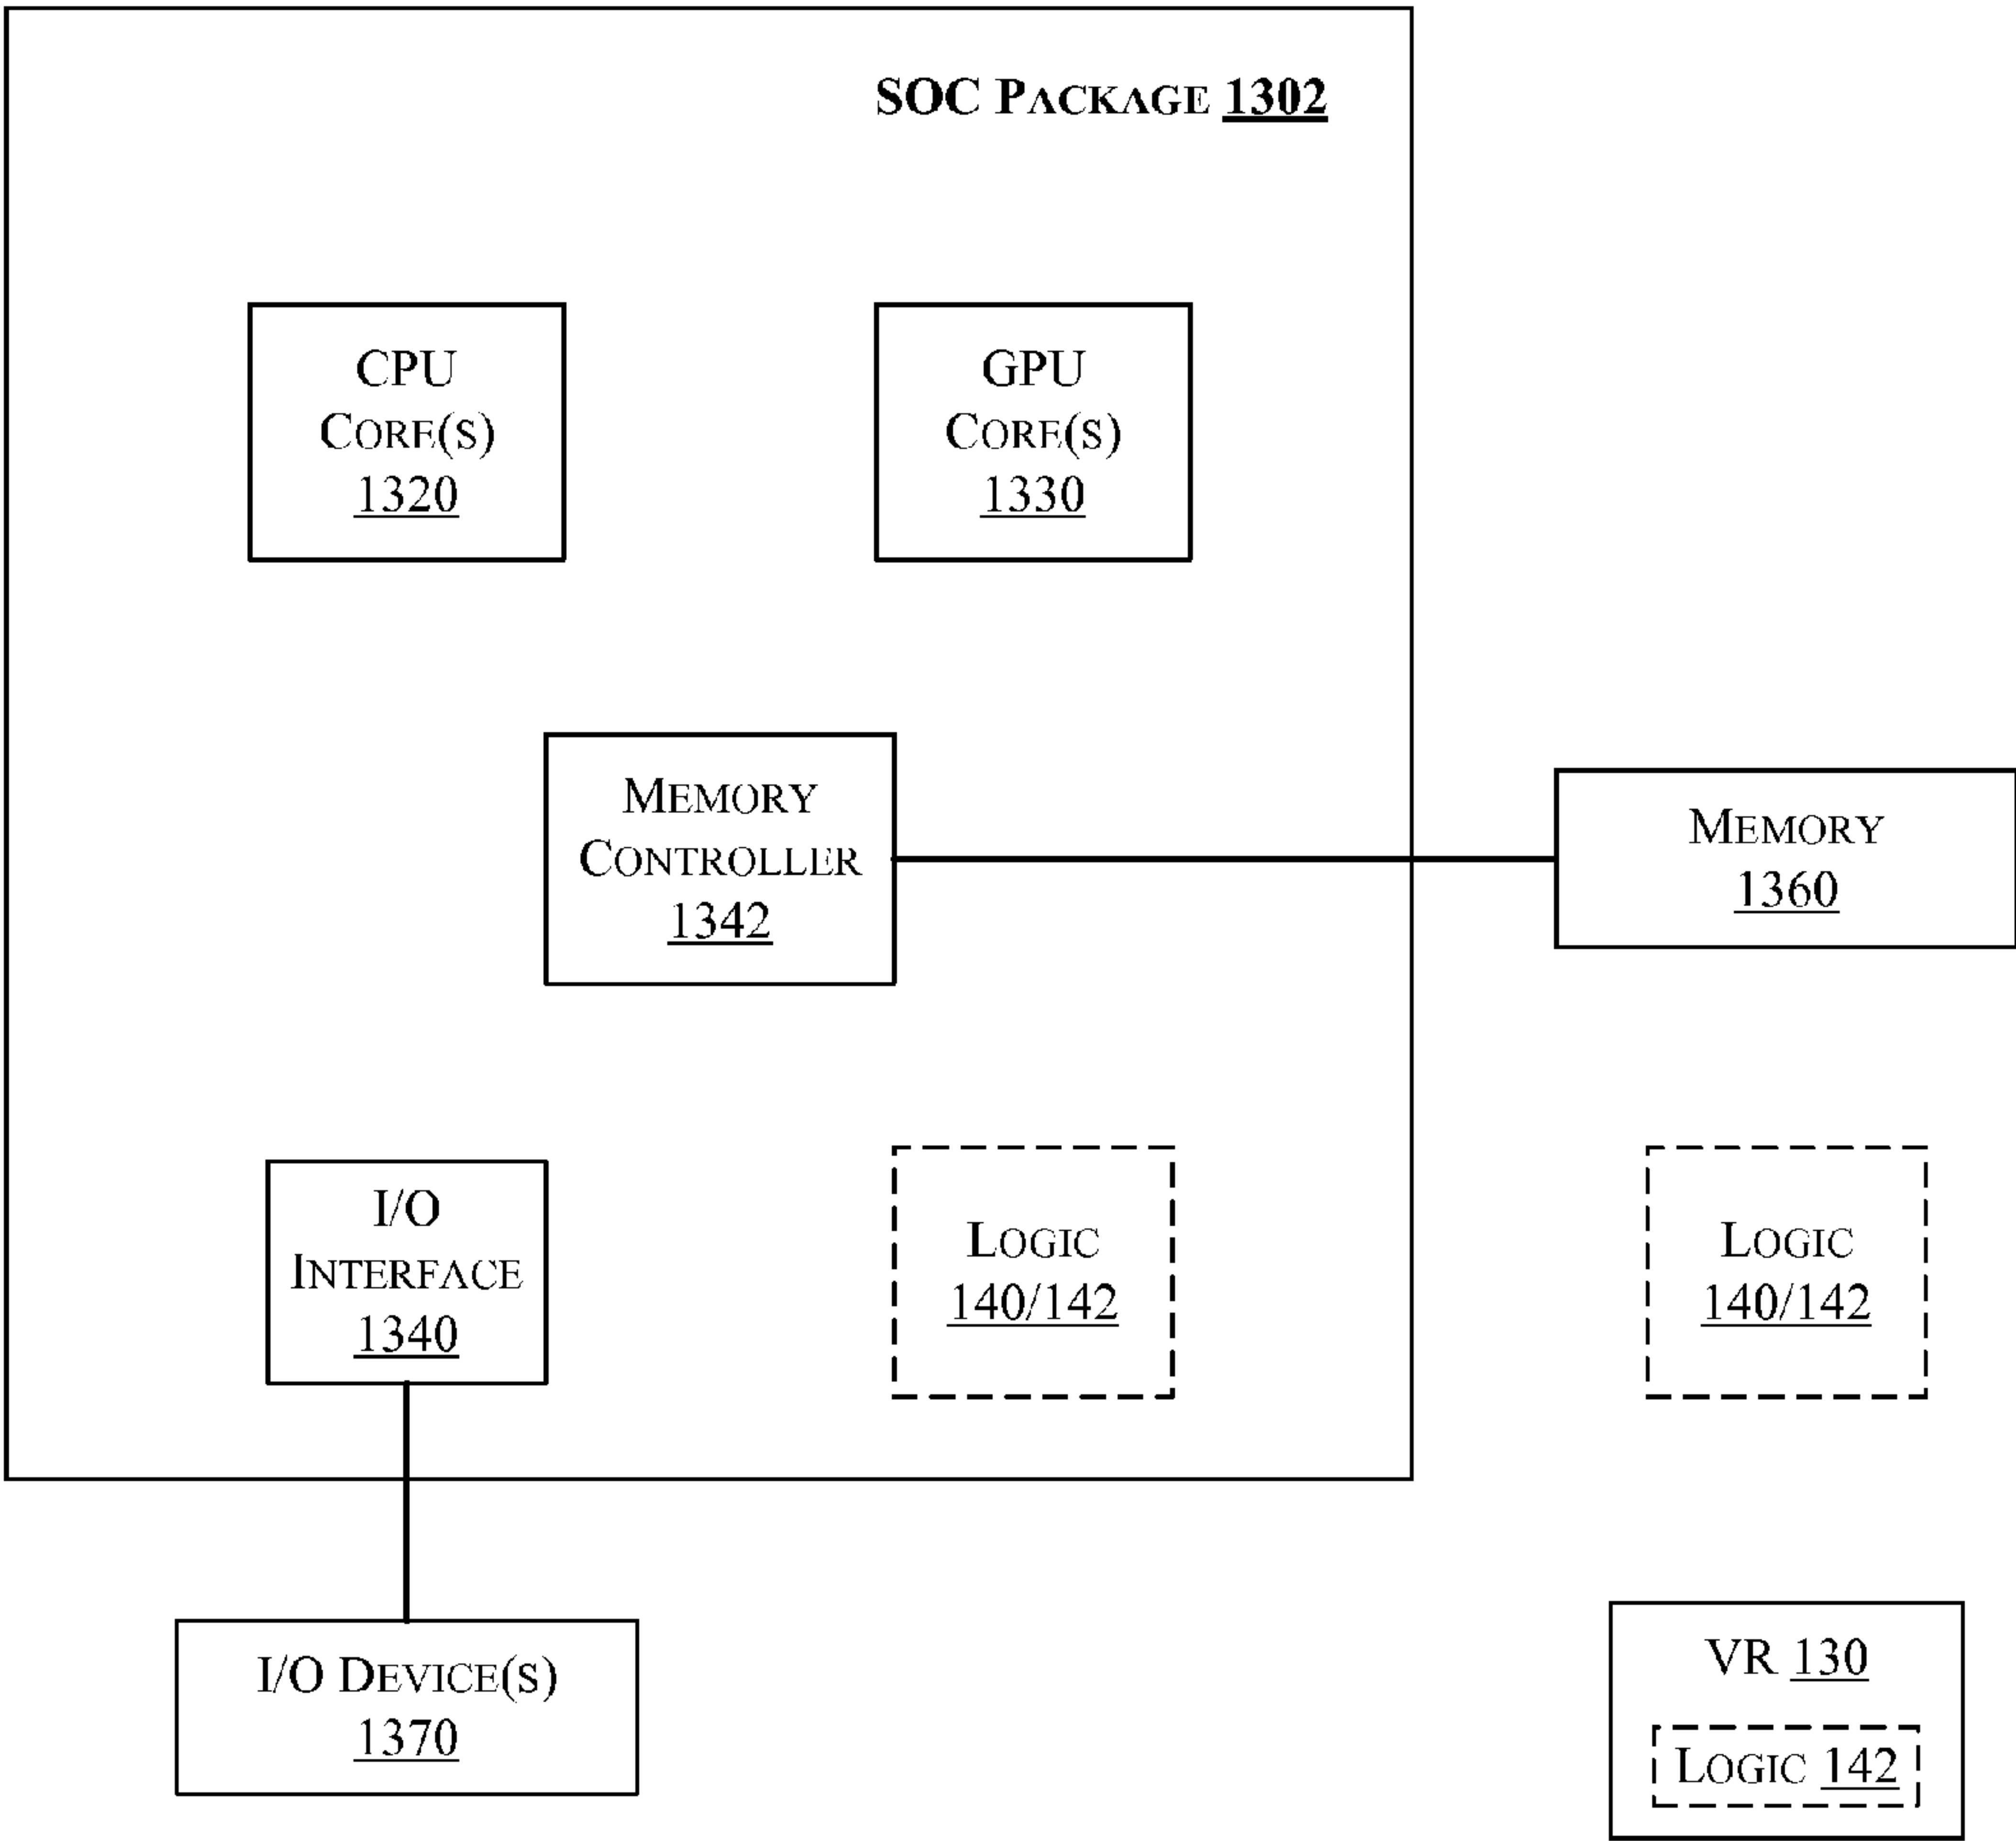 SOC PACKAGE 1302
CPU
CORE(S)
1320
GPU
CORE(S)
1330
MEMORY
CONTROLLER
1342
MEMORY
1360
I/O
INTERFACE
1340
LOGIC
140/142
LOGIC
140/142
I/O DEVICE(S)
1370
VR 130
LOGIC 142